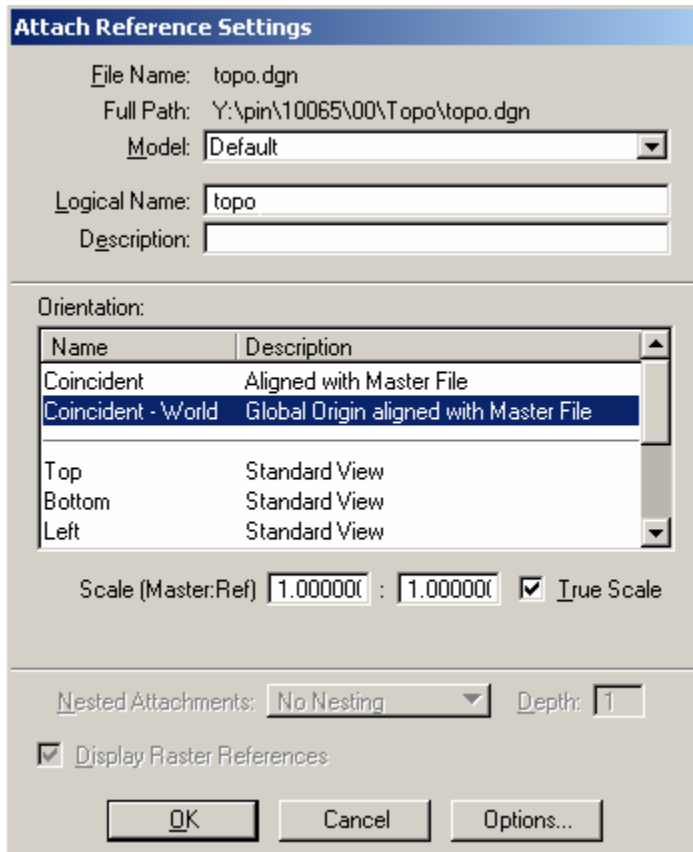 Attach Reference Settings
File Name: topo.dgn
Full Path: Y:\pin\10065\00\Topo\topo.dgn
Model: Default
Logical Name: topo
Description:
Orientation:
Name Description
Coincident Aligned with Master File
Coincident - World Global Origin aligned with Master File
Top Standard View
Bottom Standard View
Left Standard View
Scale (Master:Ref) 1.00000( : 1.00000( True Scale
Nested Attachments: No Nesting Depth: 1
Display Raster References
OK Cancel Options...